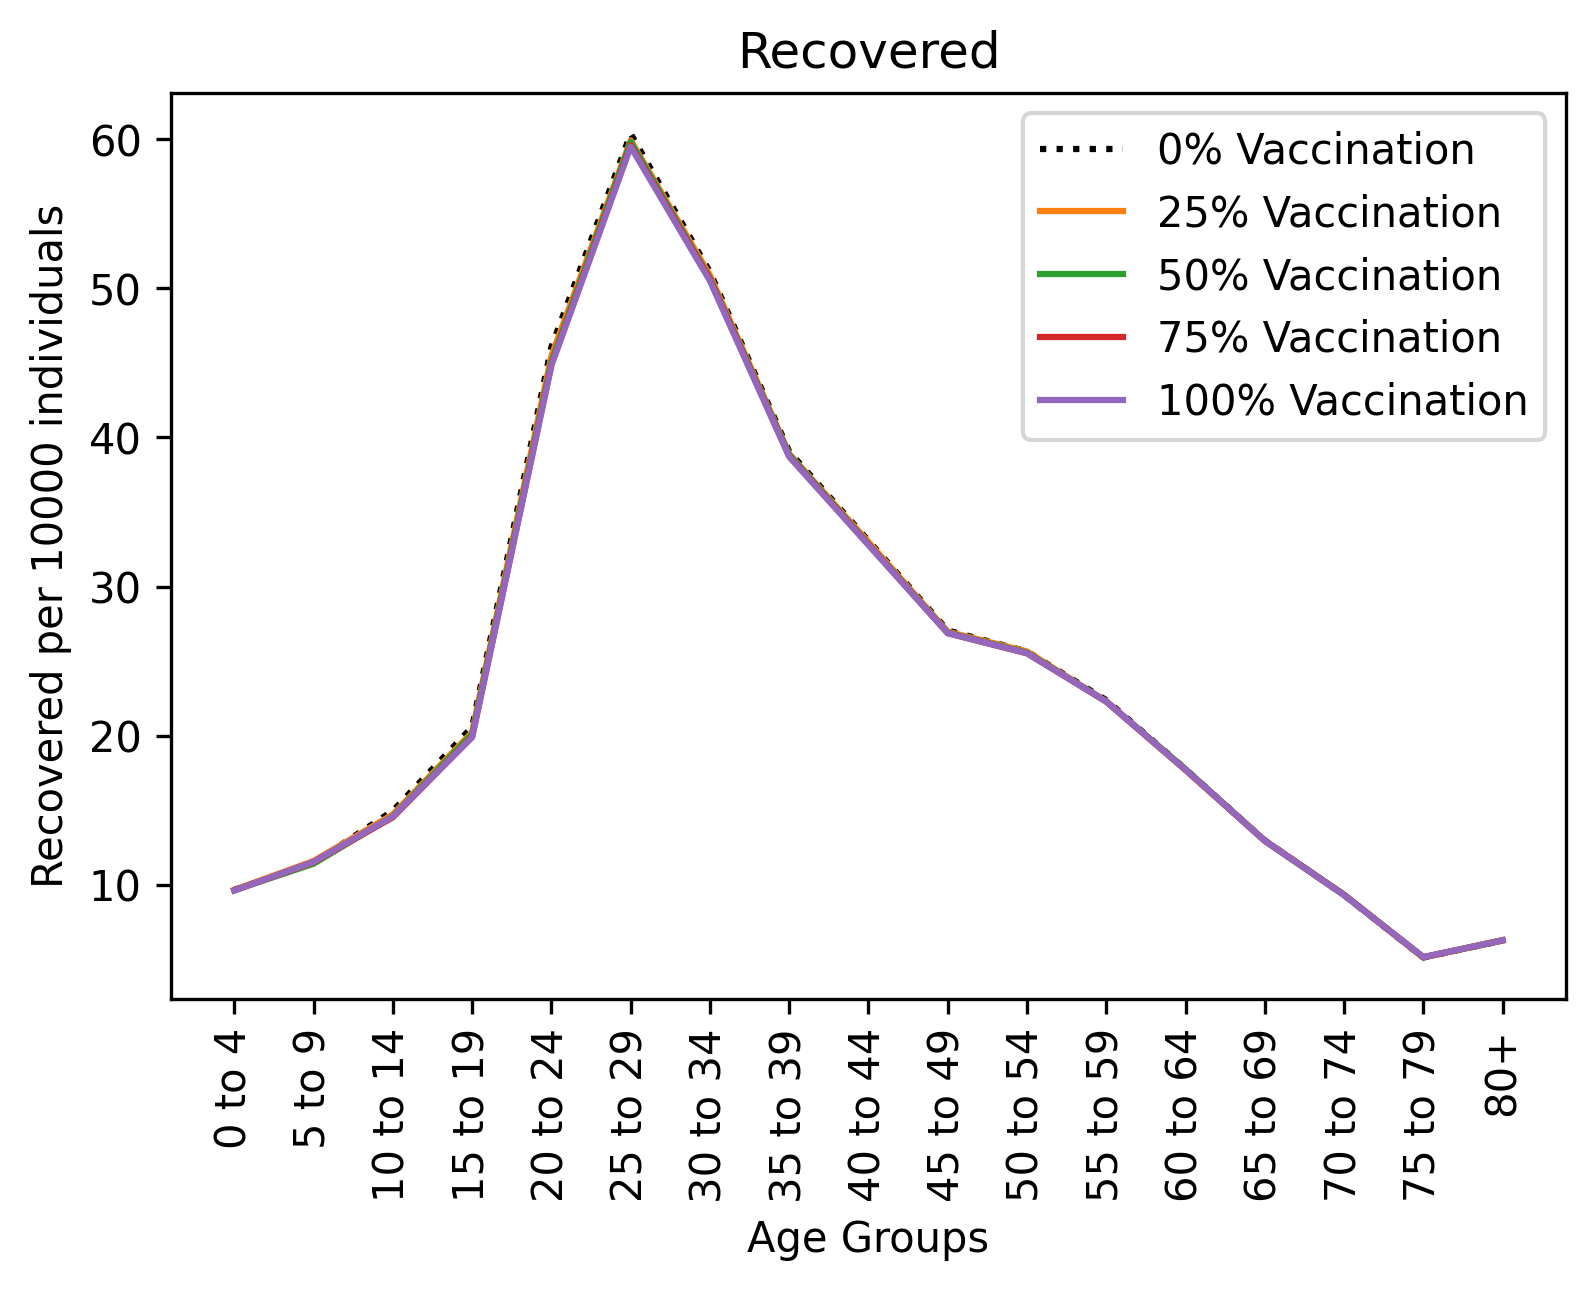 Recovered
60
50
40
30
20
10
Recovered per 10000 individuals
0% Vaccination
25% Vaccination
50% Vaccination
75% Vaccination
100% Vaccination
0 to 4
5 to 9
10 to 14
15 to 19
20 to 24
25 to 29
30 to 34
35 to 39
40 to 44
45 to 49
50 to 54
55 to 59
60 to 64
65 to 69
70 to 74
75 to 79
80+
Age Groups